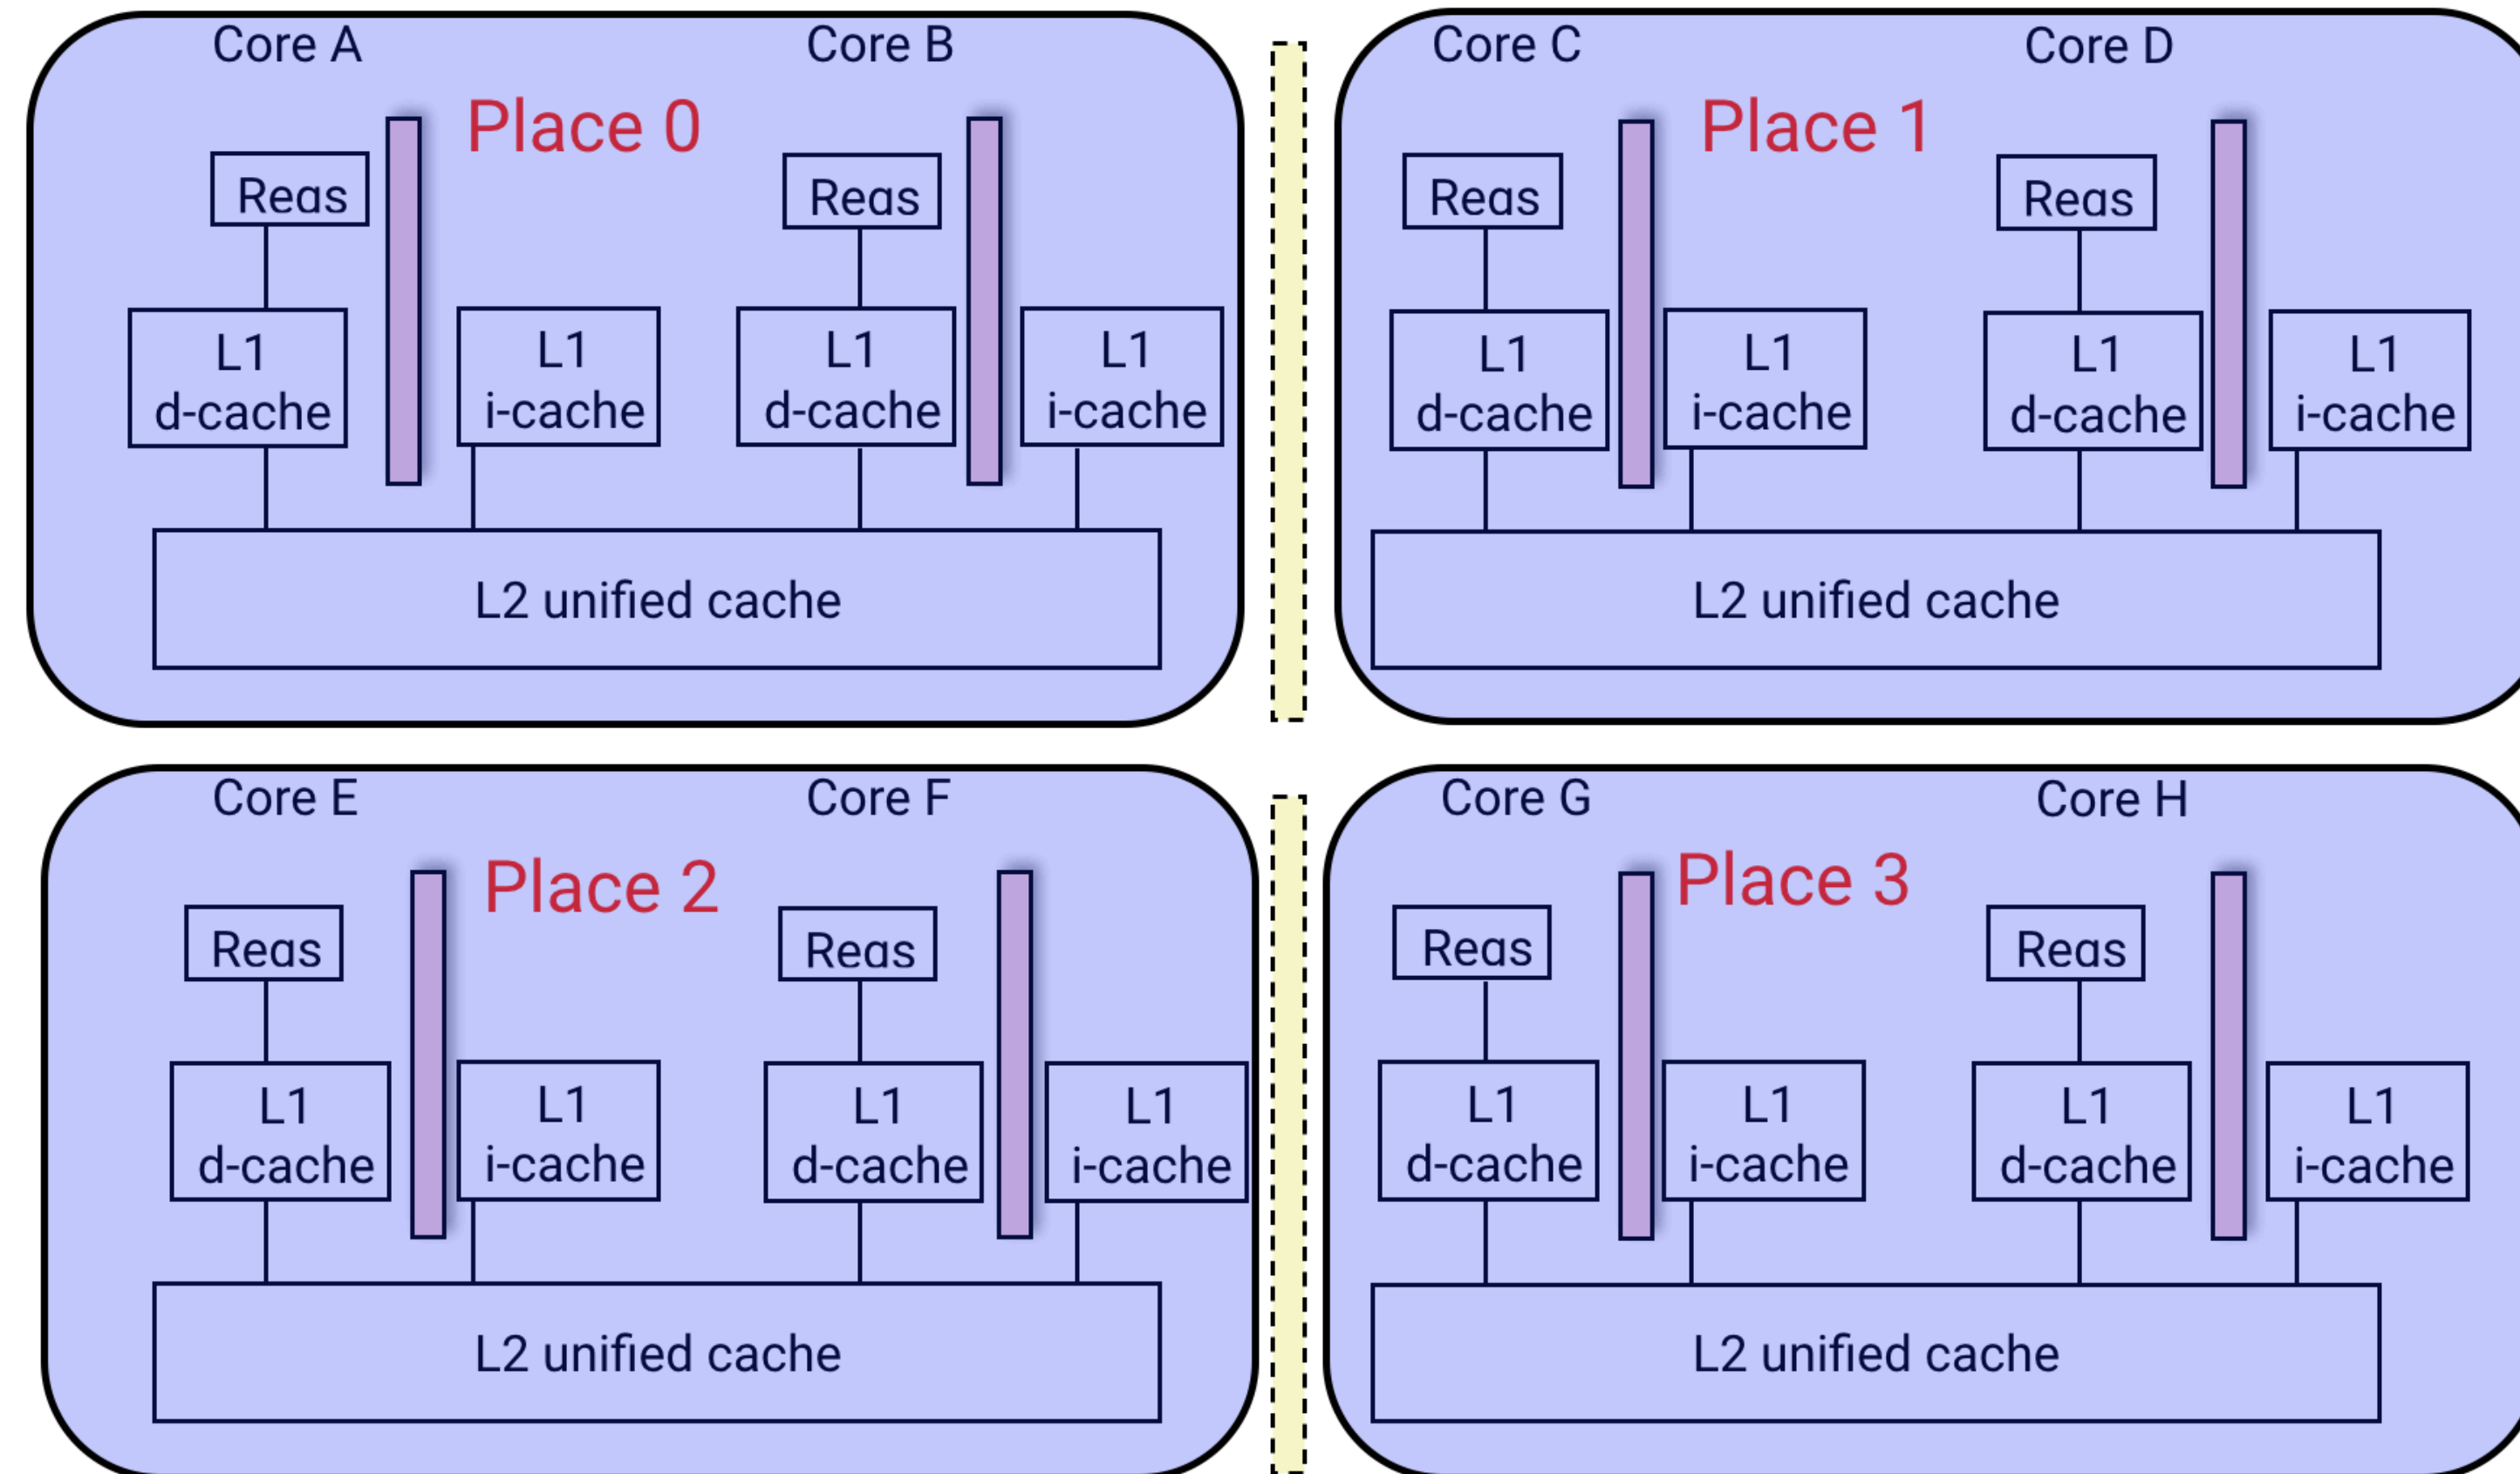 Core A
Core B
Core C
Core D
Place 0
Place 1
Regs
Regs
Regs
Regs
L1
d-cache
L1
i-cache
L1
d-cache
L1
i-cache
L1
d-cache
L1
i-cache
L1
d-cache
L1
i-cache
L2 unified cache
L2 unified cache
Core E
Core F
Core G
Core H
Place 2
Place 3
Regs
Regs
Regs
Regs
L1
d-cache
L1
i-cache
L1
d-cache
L1
i-cache
L1
d-cache
L1
i-cache
L1
d-cache
L1
i-cache
L2 unified cache
L2 unified cache